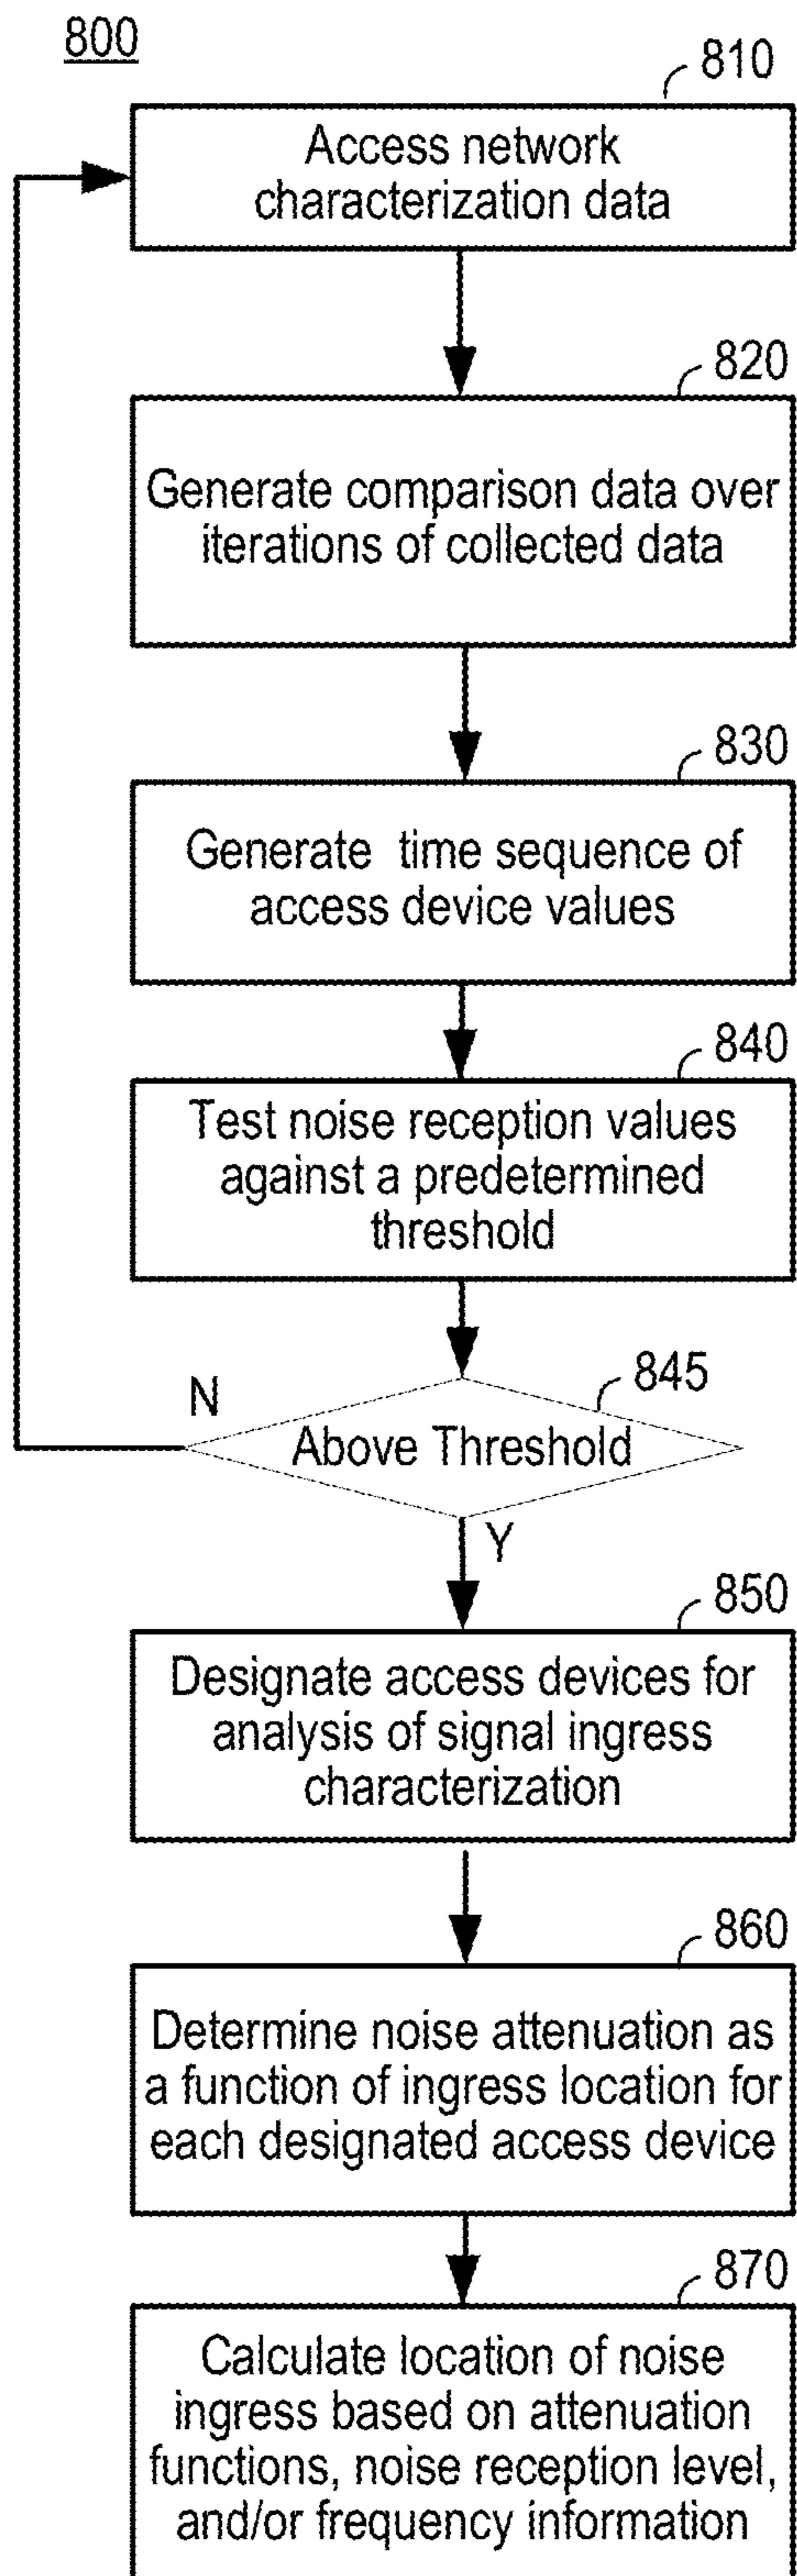 800
810
Access network
characterization data
820
Generate comparison data over
iterations of collected data
830
Generate time sequence of
access device values
840
Test noise reception values
against a predetermined
threshold
845
N
Above Threshold
Y
850
Designate access devices for
analysis of signal ingress
characterization
860
Determine noise attenuation as
a function of ingress location for
each designated access device
870
Calculate location of noise
ingress based on attenuation
functions, noise reception level,
and/or frequency information